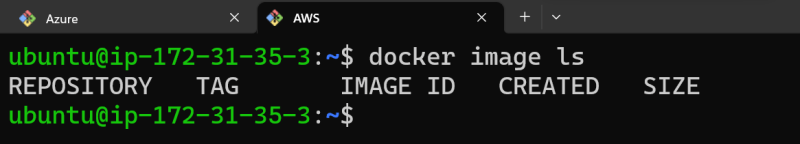 Azure AWS
ubuntu@ip-172-31-35-3:~$ docker image ls
REPOSITORY   TAG       IMAGE ID   CREATED   SIZE
ubuntu@ip-172-31-35-3:~$